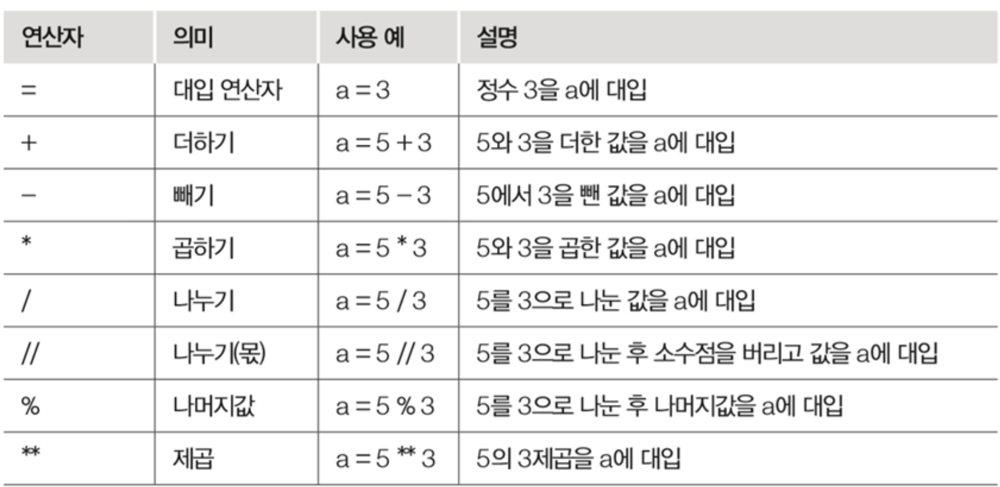 연산자 의미 사용 예 설명
= 대입 연산자 a = 3 정수 3을 a에 대입
+ 더하기 a = 5 + 3 5와 3을 더한 값을 a에 대입
− 빼기 a = 5 − 3 5에서 3을 뺀 값을 a에 대입
* 곱하기 a = 5 * 3 5와 3을 곱한 값을 a에 대입
/ 나누기 a = 5 / 3 5를 3으로 나눈 값을 a에 대입
// 나누기(몫) a = 5 // 3 5를 3으로 나눈 후 소수점을 버리고 값을 a에 대입
% 나머지값 a = 5 % 3 5를 3으로 나눈 후 나머지값을 a에 대입
** 제곱 a = 5 ** 3 5의 3제곱을 a에 대입